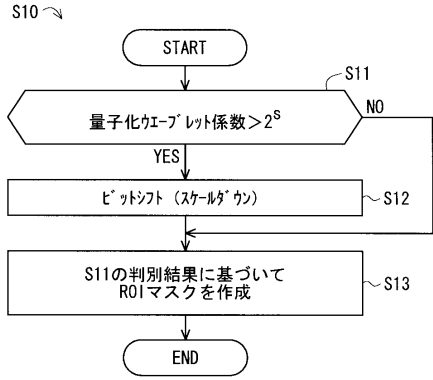 S10
START
S11
量子化ウエーブレット係数>2^S
NO
YES
ビットシフト (スケールダウン)
S12
S11の判別結果に基づいて
ROIマスクを作成
S13
END